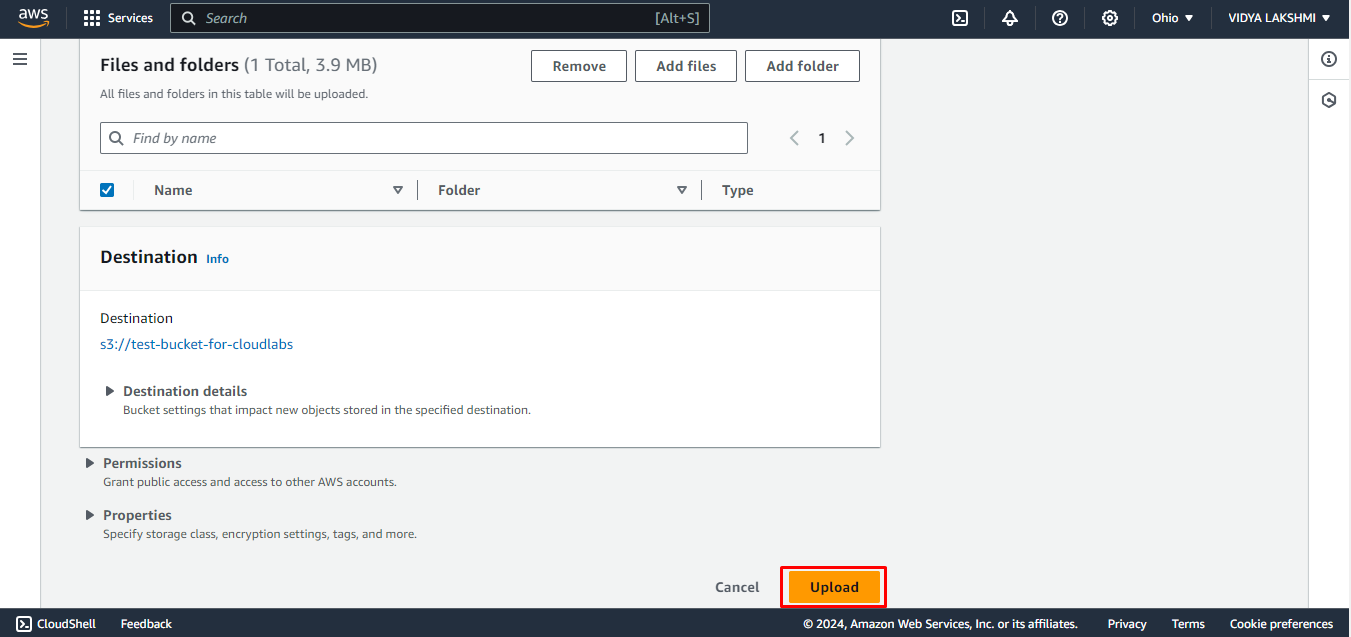 aws Services Search [Alt+S] Ohio VIDYA LAKSHMI
Files and folders (1 Total, 3.9 MB) Remove Add files Add folder
All files and folders in this table will be uploaded.
Find by name 1
Name Folder Type
Destination Info
Destination
s3://test-bucket-for-cloudlabs
Destination details
Bucket settings that impact new objects stored in the specified destination.
Permissions
Grant public access and access to other AWS accounts.
Properties
Specify storage class, encryption settings, tags, and more.
Cancel Upload
CloudShell Feedback © 2024, Amazon Web Services, Inc. or its affiliates. Privacy Terms Cookie preferences